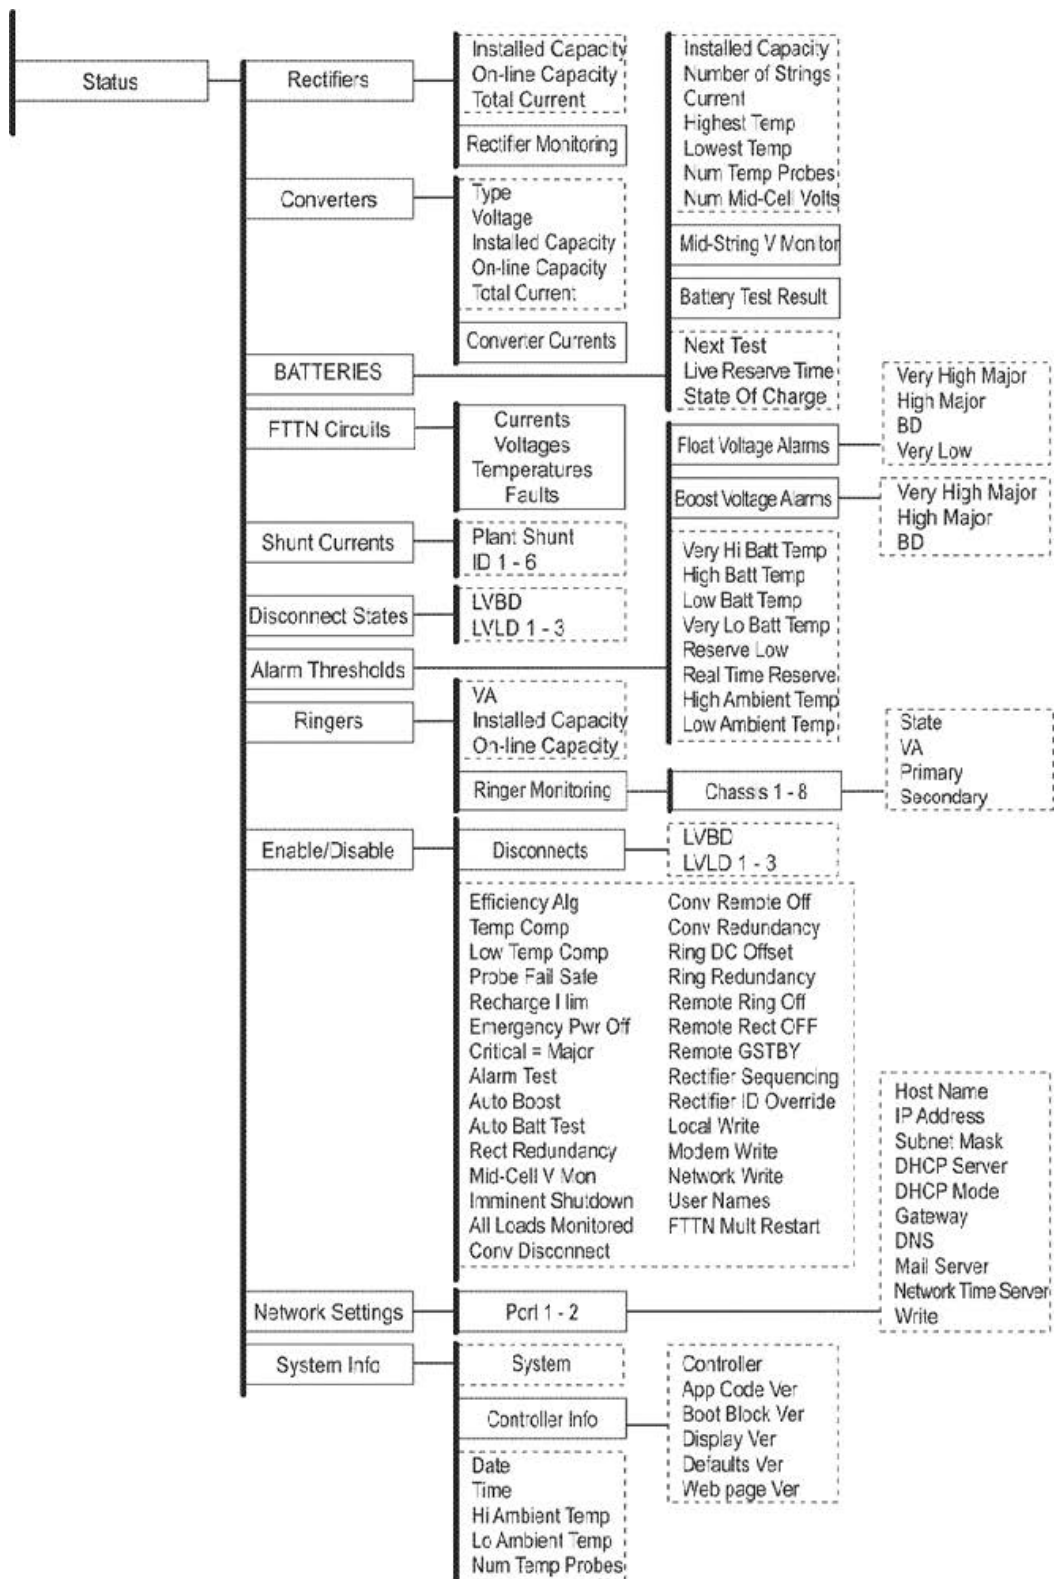 Status
Rectifiers
Installed Capacity
On-line Capacity
Total Current
Rectifier Monitoring
Converters
Type
Voltage
Installed Capacity
On-line Capacity
Total Current
Converter Currents
BATTERIES
Installed Capacity
Number of Strings
Current
Highest Temp
Lowest Temp
Num Temp Probes
Num Mid-Cell Volts
Mid-String V Monitor
Battery Test Result
Next Test
Live Reserve Time
State Of Charge
FTTN Circuits
Currents
Voltages
Temperatures
Faults
Shunt Currents
Plant Shunt
ID 1 - 6
Disconnect States
LVBD
LVLD 1 - 3
Alarm Thresholds
Float Voltage Alarms
Very High Major
High Major
BD
Very Low
Boost Voltage Alarms
Very High Major
High Major
BD
Very Hi Batt Temp
High Batt Temp
Low Batt Temp
Very Lo Batt Temp
Reserve Low
Real Time Reserve
High Ambient Temp
Low Ambient Temp
Ringers
VA
Installed Capacity
On-line Capacity
Ringer Monitoring
Chassis 1 - 8
State
VA
Primary
Secondary
Enable/Disable
Disconnects
LVBD
LVLD 1 - 3
Efficiency Alg
Temp Comp
Low Temp Comp
Probe Fail Safe
Recharge I lim
Emergency Pwr Off
Critical = Major
Alarm Test
Auto Boost
Auto Batt Test
Rect Redundancy
Mid-Cell V Mon
Imminent Shutdown
All Loads Monitored
Conv Disconnect
Conv Remote Off
Conv Redundancy
Ring DC Offset
Ring Redundancy
Remote Ring Off
Remote Rect OFF
Remote GSTBY
Rectifier Sequencing
Rectifier ID Override
Local Write
Modem Write
Network Write
User Names
FTTN Mult Restart
Network Settings
Port 1 - 2
Host Name
IP Address
Subnet Mask
DHCP Server
DHCP Mode
Gateway
DNS
Mail Server
Network Time Server
Write
System Info
System
Controller Info
Controller
App Code Ver
Boot Block Ver
Display Ver
Defaults Ver
Web page Ver
Date
Time
Hi Ambient Temp
Lo Ambient Temp
Num Temp Probes